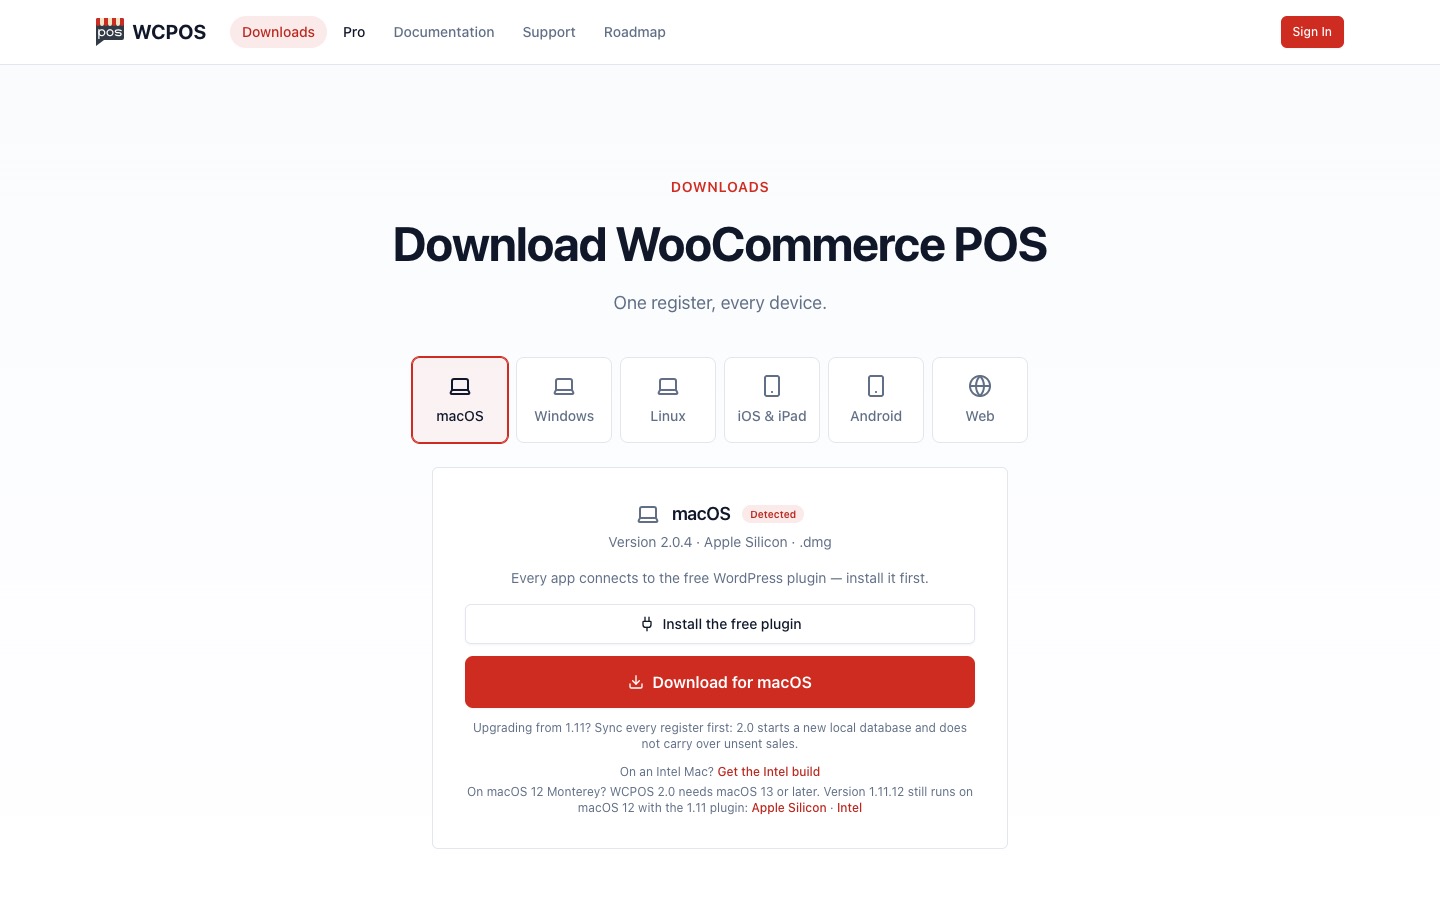 pos WCPOS Downloads Pro Documentation Support Roadmap Sign In
DOWNLOADS
Download WooCommerce POS
One register, every device.
macOS Windows Linux iOS & iPad Android Web
macOS Detected
Version 2.0.4 · Apple Silicon · .dmg
Every app connects to the free WordPress plugin — install it first.
Install the free plugin
Download for macOS
Upgrading from 1.11? Sync every register first: 2.0 starts a new local database and does
not carry over unsent sales.
On an Intel Mac? Get the Intel build
On macOS 12 Monterey? WCPOS 2.0 needs macOS 13 or later. Version 1.11.12 still runs on
macOS 12 with the 1.11 plugin: Apple Silicon · Intel